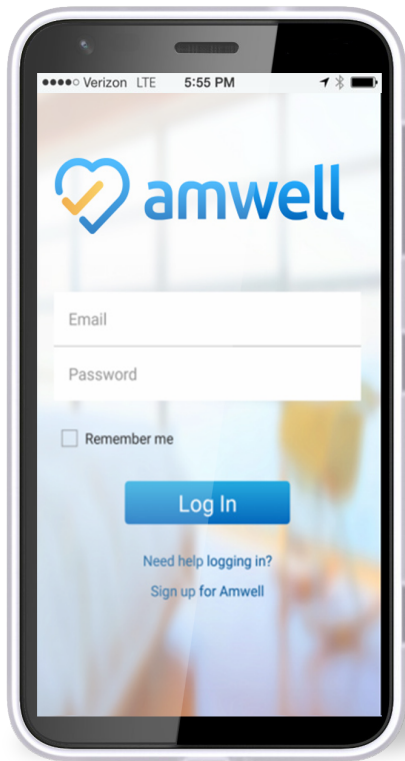 Verizon LTE 5:55 PM
amwell
Email
Password
Remember me
Log In
Need help logging in?
Sign up for Amwell